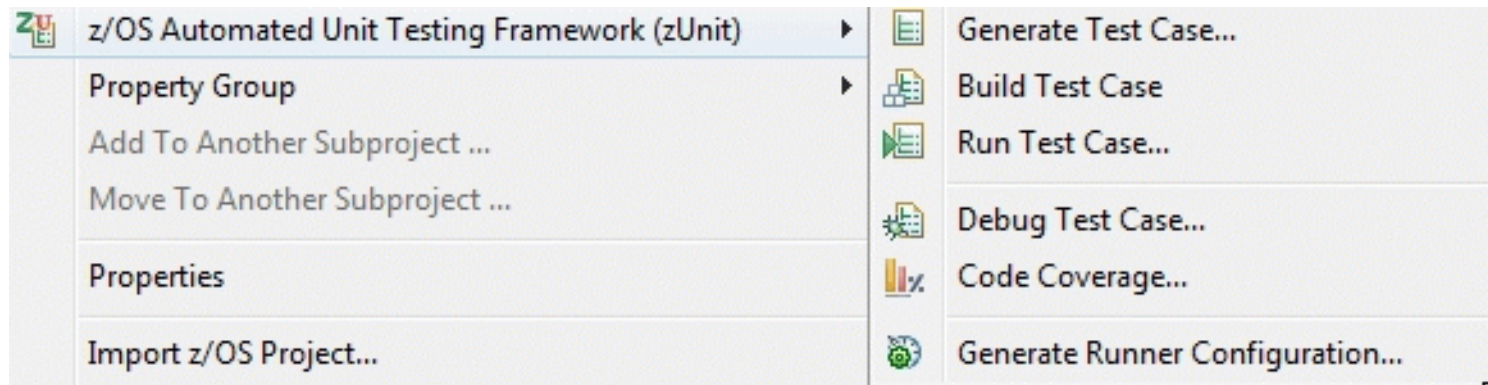 z/OS Automated Unit Testing Framework (zUnit)
Property Group
Add To Another Subproject ...
Move To Another Subproject ...
Properties
Import z/OS Project...
Generate Test Case...
Build Test Case
Run Test Case...
Debug Test Case...
Code Coverage...
Generate Runner Configuration...